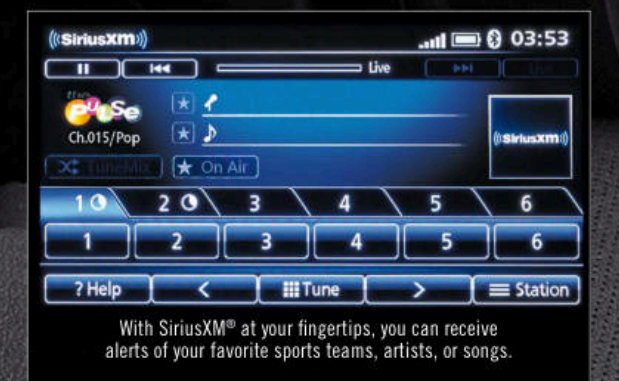 ((SiriusXM)) 03:53
Live
the
PULSE
Ch.015/Pop
((SiriusXM))
TuneMix On Air
1 2 3 4 5 6
1 2 3 4 5 6
? Help < Tune > Station
With SiriusXM® at your fingertips, you can receive
alerts of your favorite sports teams, artists, or songs.